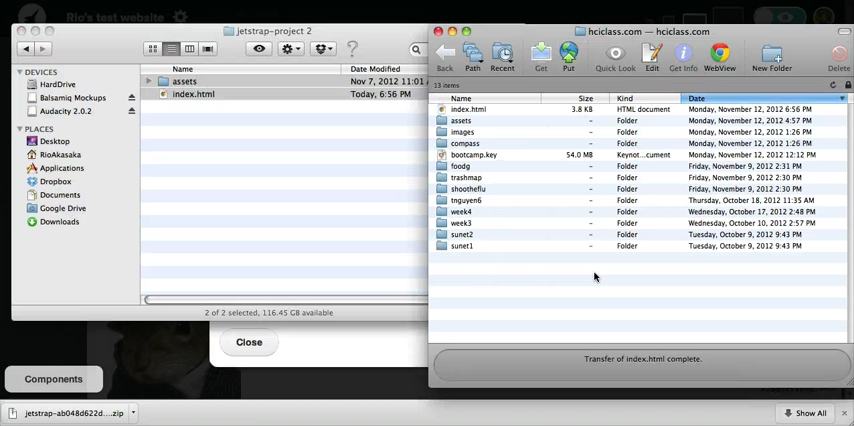 Rio's test website
jetstrap-project 2
hciclass.com — hciclass.com
Back Path Recent Get Put Quick Look Edit Get Info WebView New Folder Delete
13 items
DEVICES
HardDrive
Balsamiq Mockups
Audacity 2.0.2
PLACES
Desktop
RioAkasaka
Applications
Dropbox
Documents
Google Drive
Downloads
Name Date Modified
assets Nov 7, 2012 11:01
index.html Today, 6:56 PM
2 of 2 selected, 116.45 GB available
Name Size Kind Date
index.html 3.8 KB HTML document Monday, November 12, 2012 6:56 PM
assets – Folder Monday, November 12, 2012 4:57 PM
images – Folder Monday, November 12, 2012 1:26 PM
compass – Folder Monday, November 12, 2012 1:26 PM
bootcamp.key 54.0 MB Keynot...cument Monday, November 12, 2012 12:12 PM
foodg – Folder Friday, November 9, 2012 2:31 PM
trashmap – Folder Friday, November 9, 2012 2:30 PM
shootheflu – Folder Friday, November 9, 2012 2:30 PM
tnguyen6 – Folder Thursday, October 18, 2012 11:35 AM
week4 – Folder Wednesday, October 17, 2012 2:48 PM
week3 – Folder Wednesday, October 10, 2012 2:57 PM
sunet2 – Folder Tuesday, October 9, 2012 9:43 PM
sunet1 – Folder Tuesday, October 9, 2012 9:43 PM
Transfer of index.html complete.
Close
Components
jetstrap-ab048d622d....zip
Show All